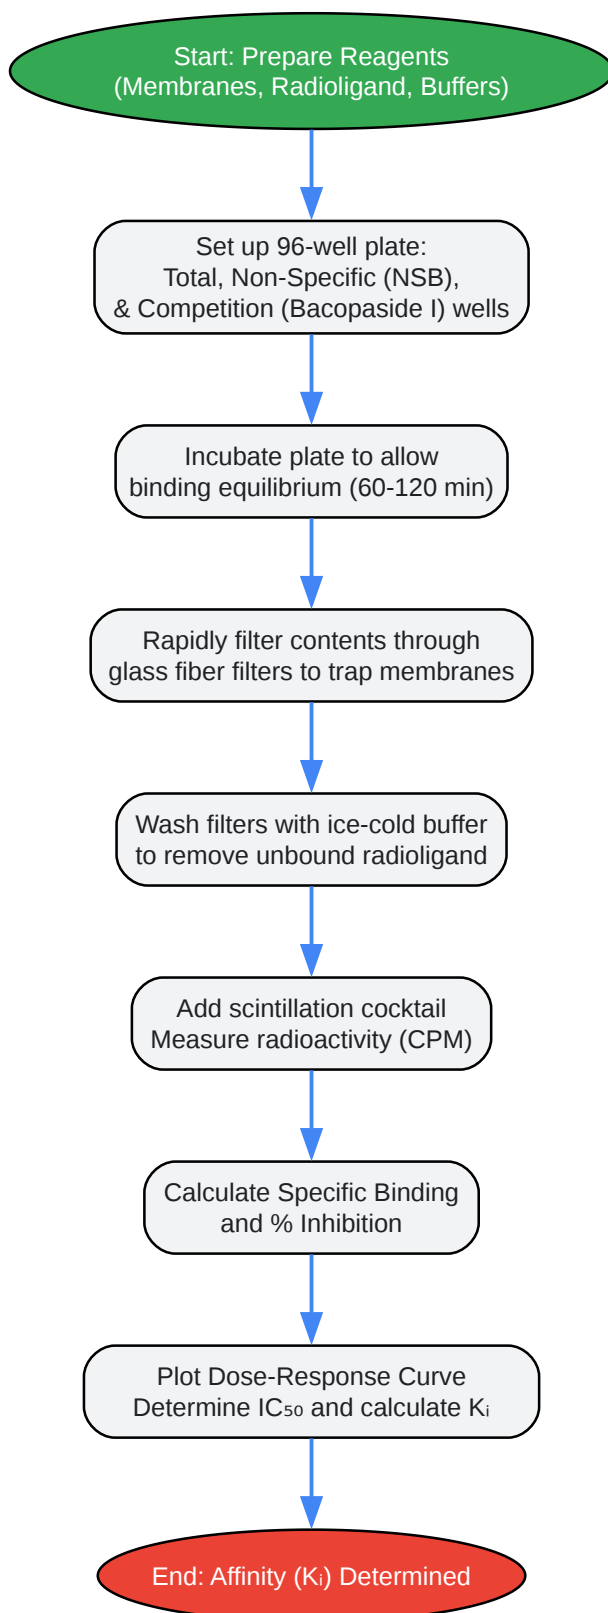 Start: Prepare Reagents
(Membranes, Radioligand, Buffers)
Set up 96-well plate:
Total, Non-Specific (NSB),
& Competition (Bacopaside I) wells
Incubate plate to allow
binding equilibrium (60-120 min)
Rapidly filter contents through
glass fiber filters to trap membranes
Wash filters with ice-cold buffer
to remove unbound radioligand
Add scintillation cocktail
Measure radioactivity (CPM)
Calculate Specific Binding
and % Inhibition
Plot Dose-Response Curve
Determine IC₅₀ and calculate Kᵢ
End: Affinity (Kᵢ) Determined